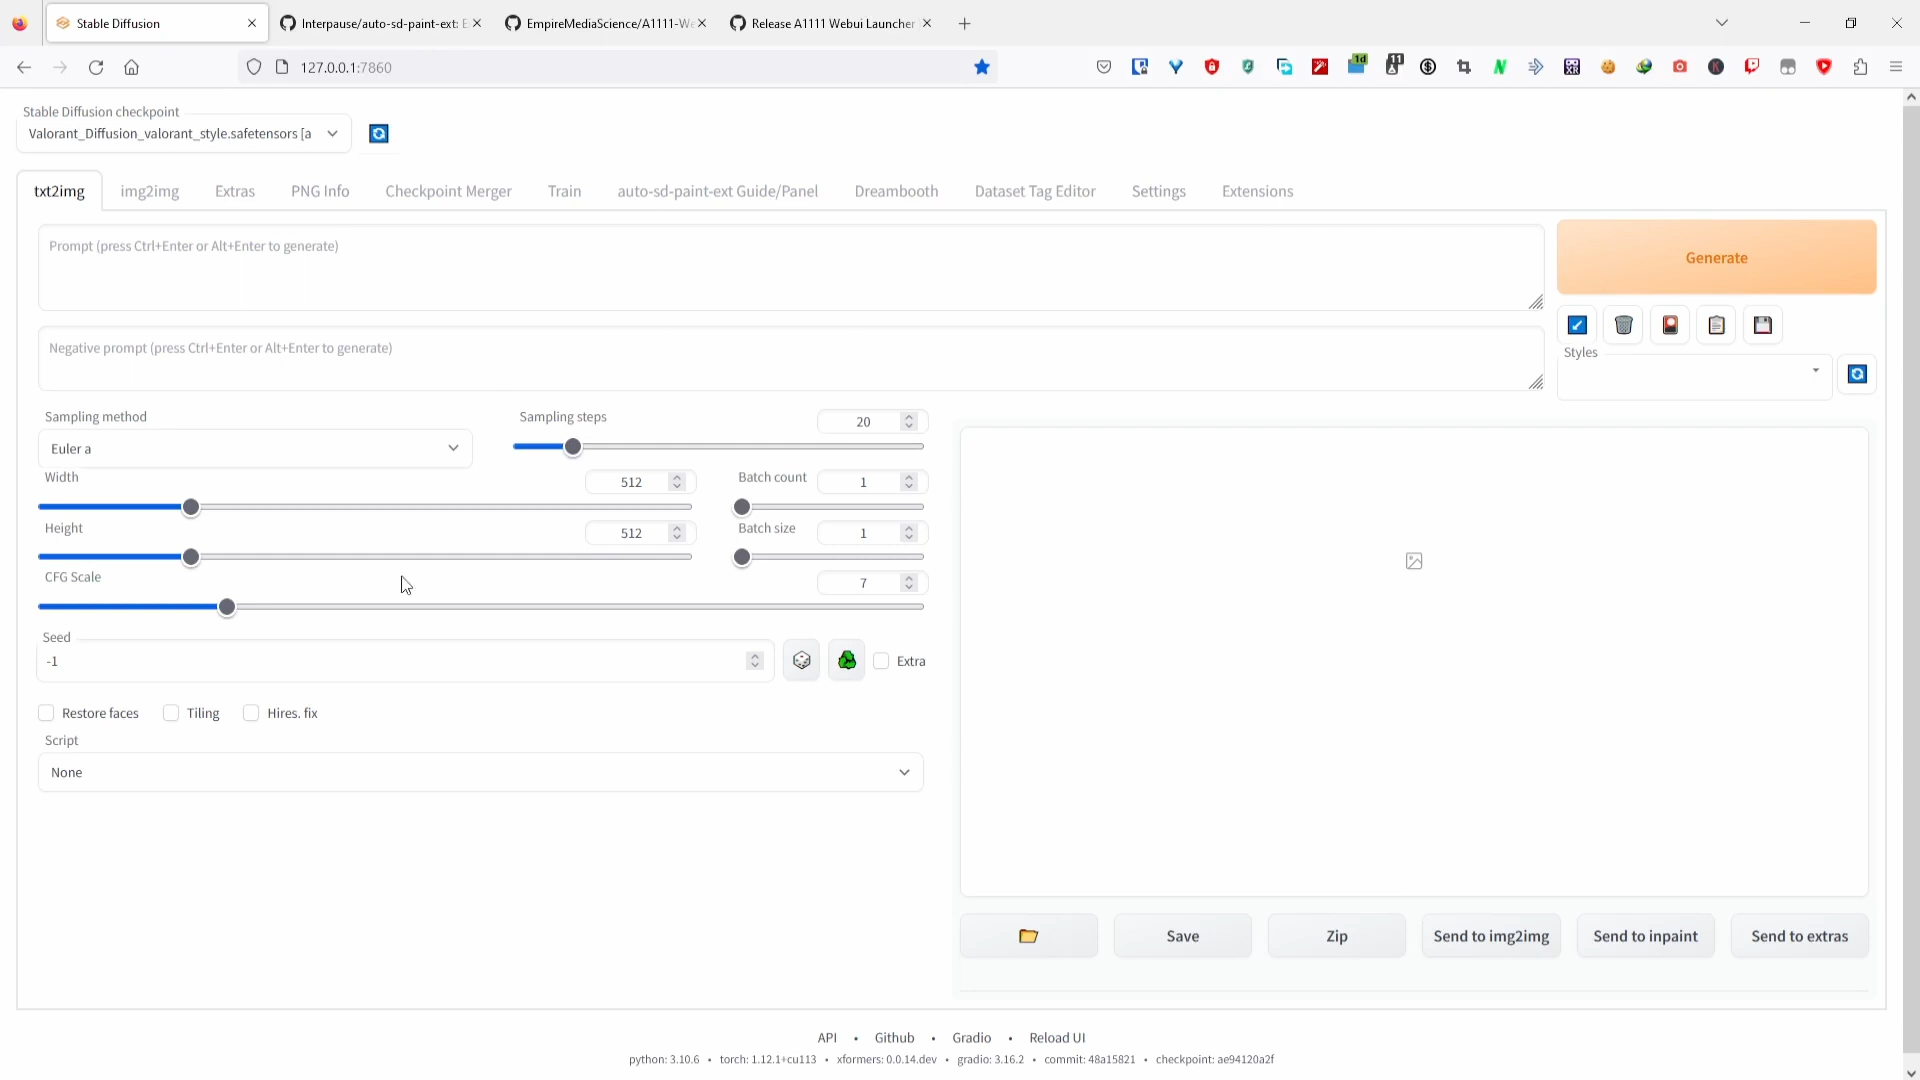 Stable Diffusion
Interpause/auto-sd-paint-ext: E
EmpireMediaScience/A1111-We
Release A1111 Webui Launcher
127.0.0.1:7860
1d
11
Stable Diffusion checkpoint
Valorant_Diffusion_valorant_style.safetensors [a
txt2img
img2img
Extras
PNG Info
Checkpoint Merger
Train
auto-sd-paint-ext Guide/Panel
Dreambooth
Dataset Tag Editor
Settings
Extensions
Prompt (press Ctrl+Enter or Alt+Enter to generate)
Generate
Negative prompt (press Ctrl+Enter or Alt+Enter to generate)
Styles
Sampling method
Euler a
Sampling steps
20
Width
512
Batch count
1
Height
512
Batch size
1
CFG Scale
7
Seed
-1
Extra
Restore faces
Tiling
Hires. fix
Script
None
Save
Zip
Send to img2img
Send to inpaint
Send to extras
API • Github • Gradio • Reload UI
python: 3.10.6 • torch: 1.12.1+cu113 • xformers: 0.0.14.dev • gradio: 3.16.2 • commit: 48a15821 • checkpoint: ae94120a2f